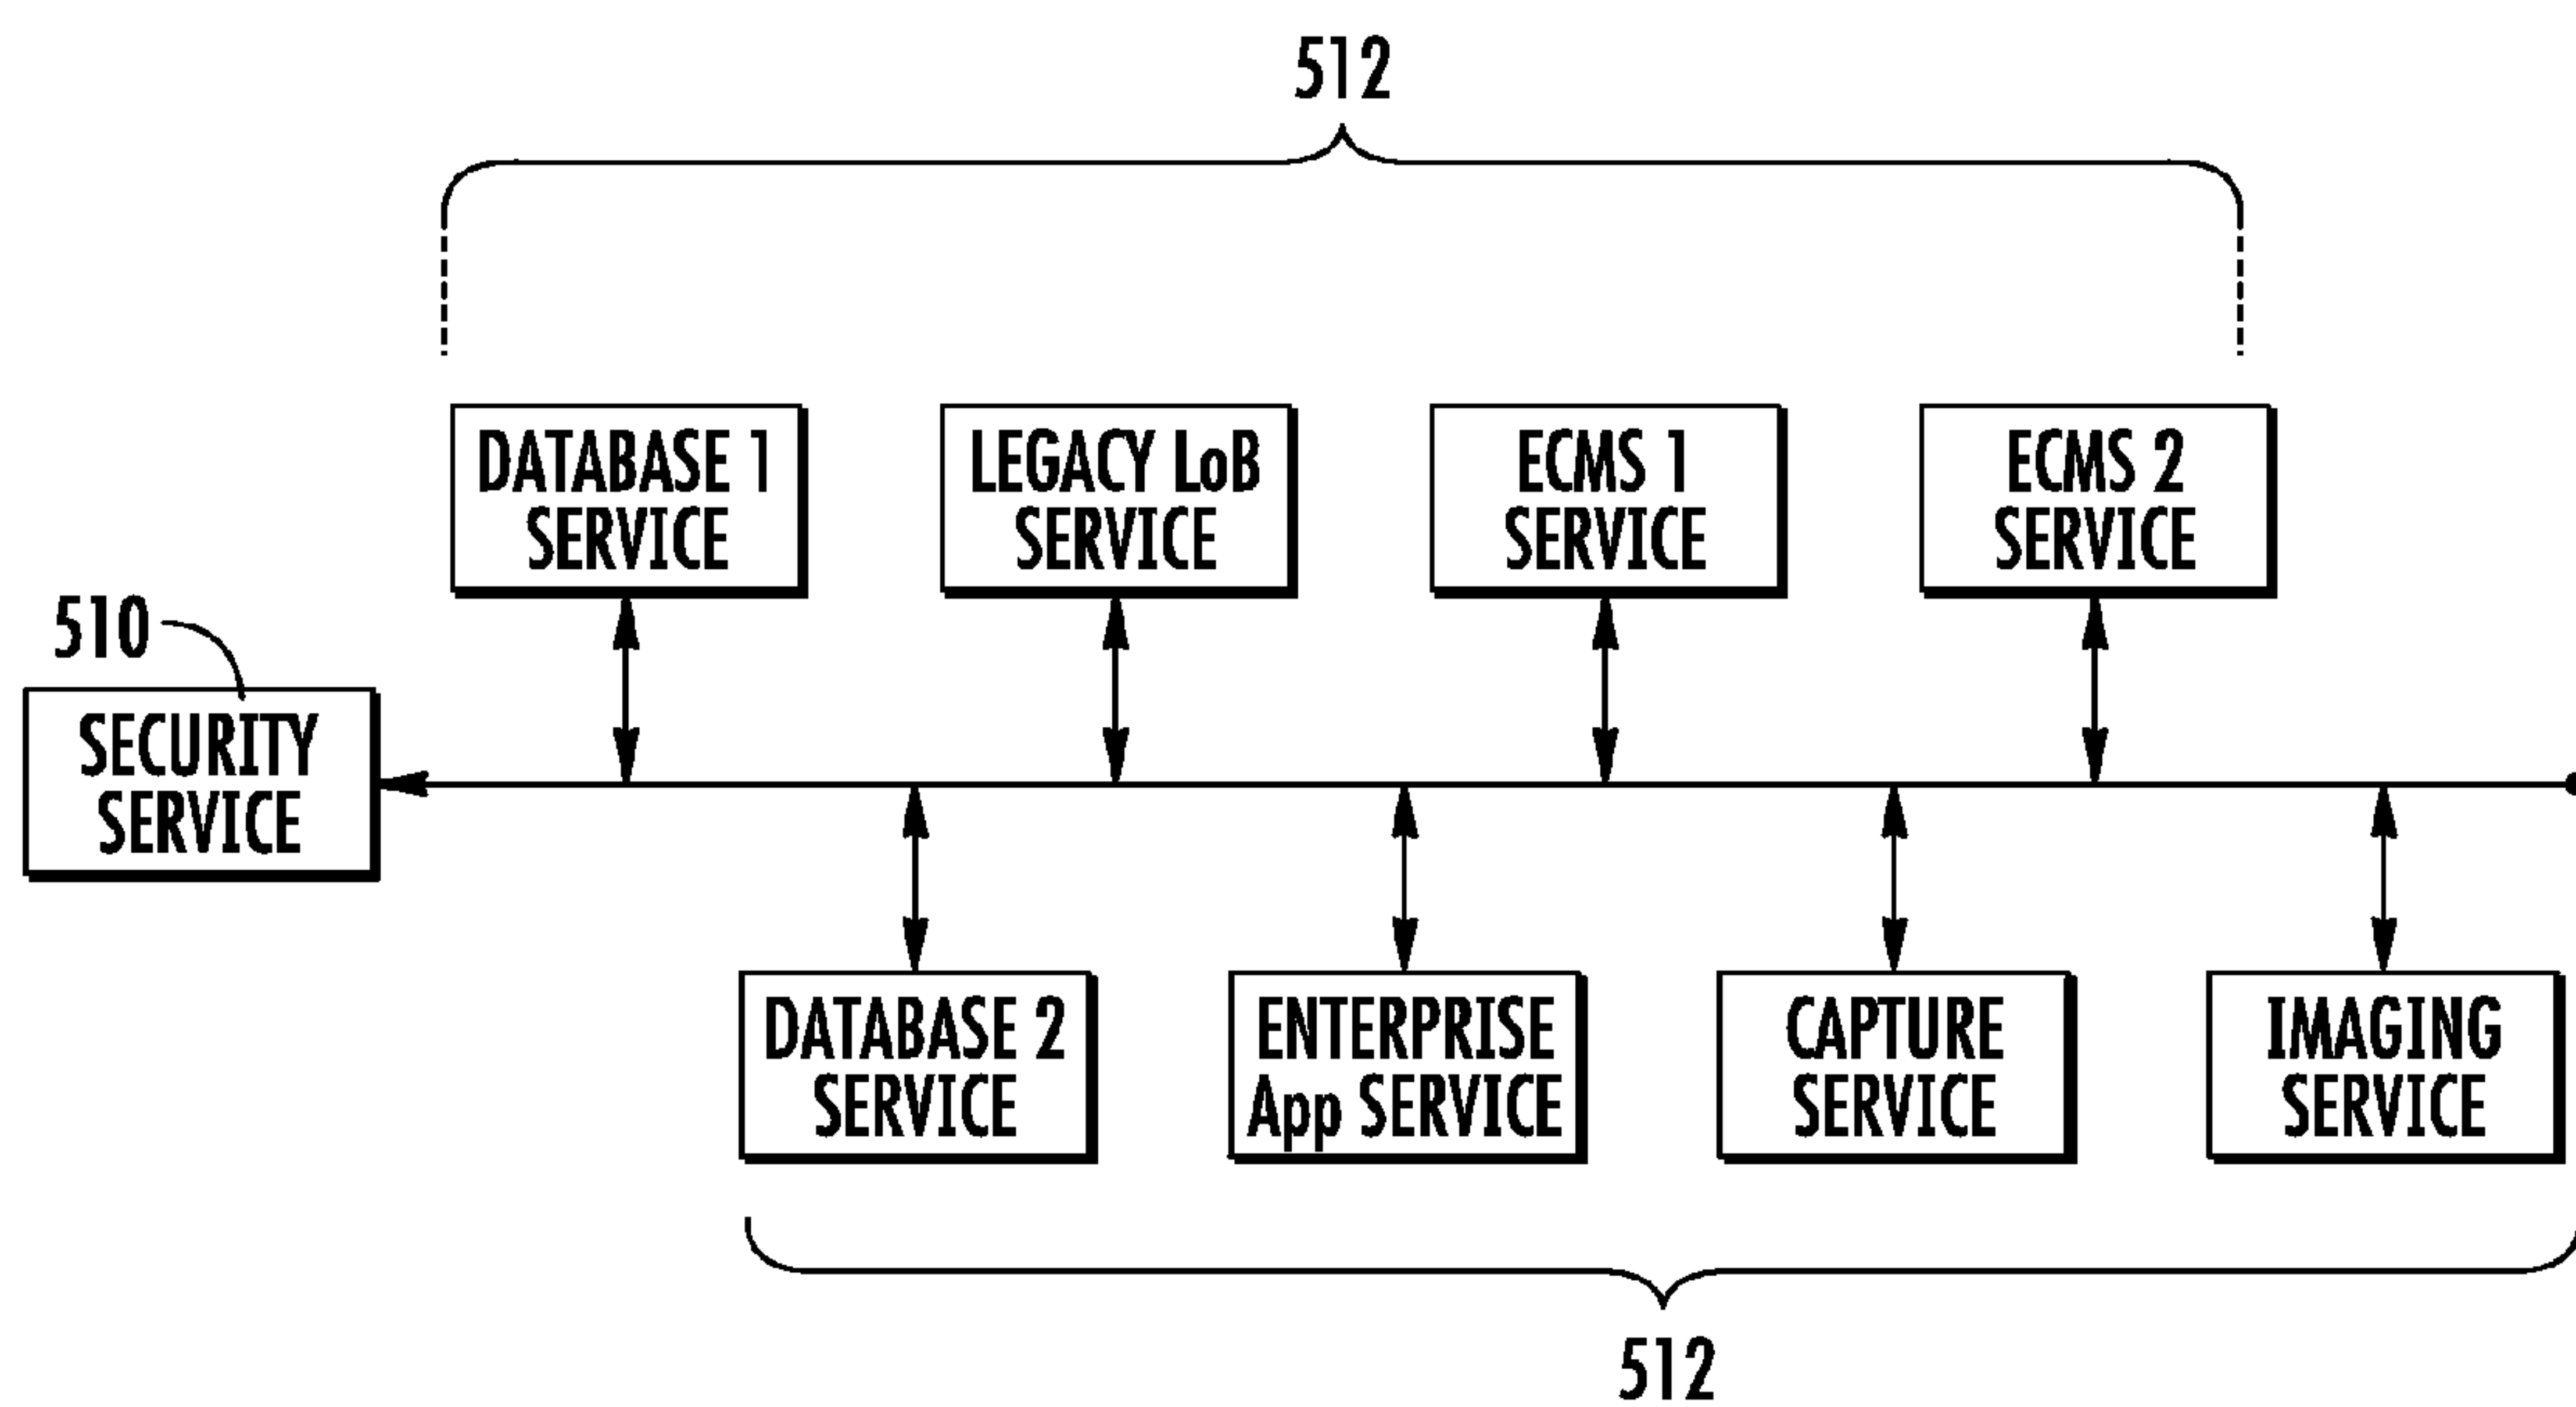 512
DATABASE 1
SERVICE
LEGACY LoB
SERVICE
ECMS 1
SERVICE
ECMS 2
SERVICE
510
SECURITY
SERVICE
DATABASE 2
SERVICE
ENTERPRISE
App SERVICE
CAPTURE
SERVICE
IMAGING
SERVICE
512